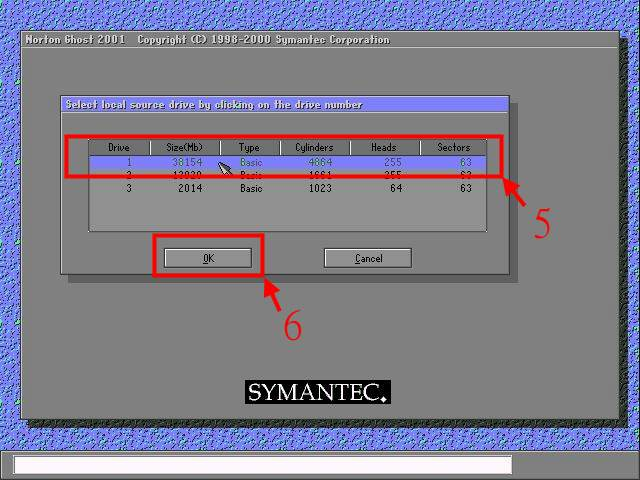 Norton Ghost 2001   Copyright (C) 1998-2000 Symantec Corporation
Select local source drive by clicking on the drive number
Drive Size(Mb) Type Cylinders Heads Sectors
1 38154 Basic 4864 255 63
2 Basic 255 63
3 2014 Basic 1023 64 63
5
OK Cancel
6
SYMANTEC.